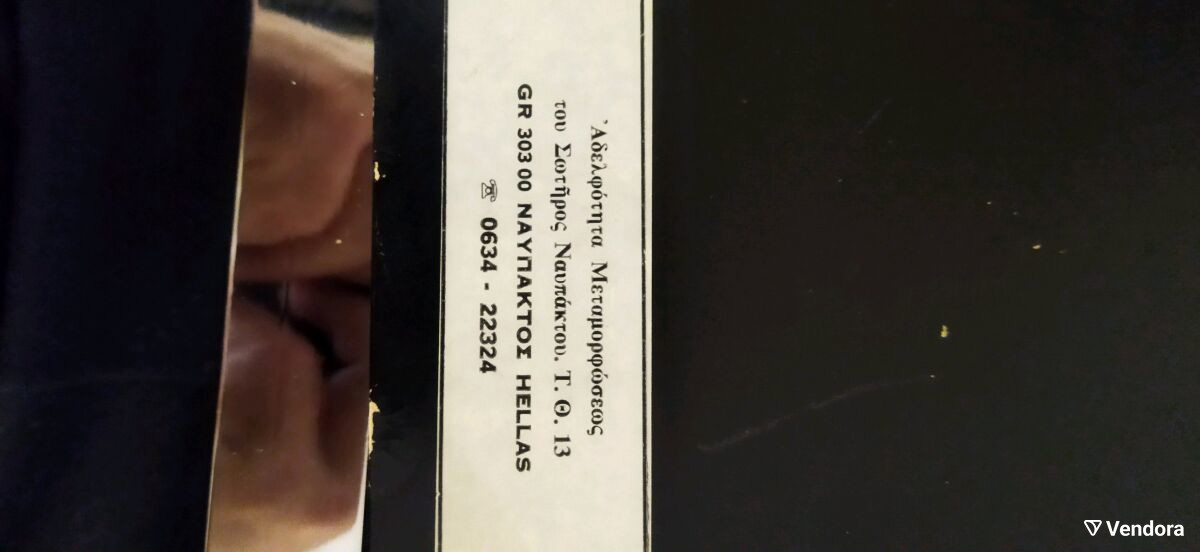 Ἀδελφότητα Μεταμορφώσεως
του Σωτῆρος Ναυπάκτου. Τ. Θ. 13
GR 303 00 ΝΑΥΠΑΚΤΟΣ HELLAS
☏ 0634 - 22324
Vendora